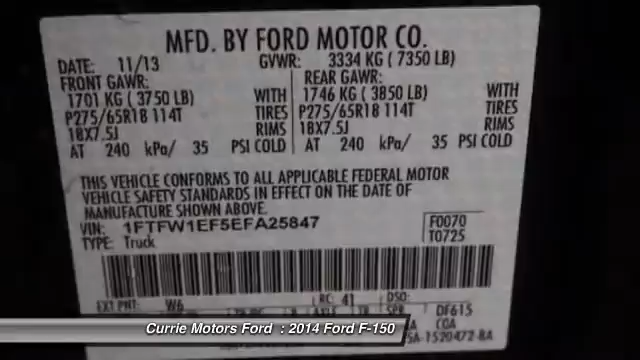 MFD. BY FORD MOTOR CO.
DATE: 11/13 GVWR: 3334 KG ( 7350 LB)
FRONT GAWR: REAR GAWR:
1701 KG ( 3750 LB) WITH 1746 KG ( 3850 LB) WITH
P275/65R18 114T TIRES P275/65R18 114T TIRES
18X7.5J RIMS 18X7.5J RIMS
AT 240 kPa/ 35 PSI COLD AT 240 kPa/ 35 PSI COLD
THIS VEHICLE CONFORMS TO ALL APPLICABLE FEDERAL MOTOR
VEHICLE SAFETY STANDARDS IN EFFECT ON THE DATE OF
MANUFACTURE SHOWN ABOVE.
VIN: 1FTFW1EF5EFA25847 F0070
TYPE: Truck T0725
EXT PNT: W6 RC: 41 DSO:
DF615
Currie Motors Ford : 2014 Ford F-150